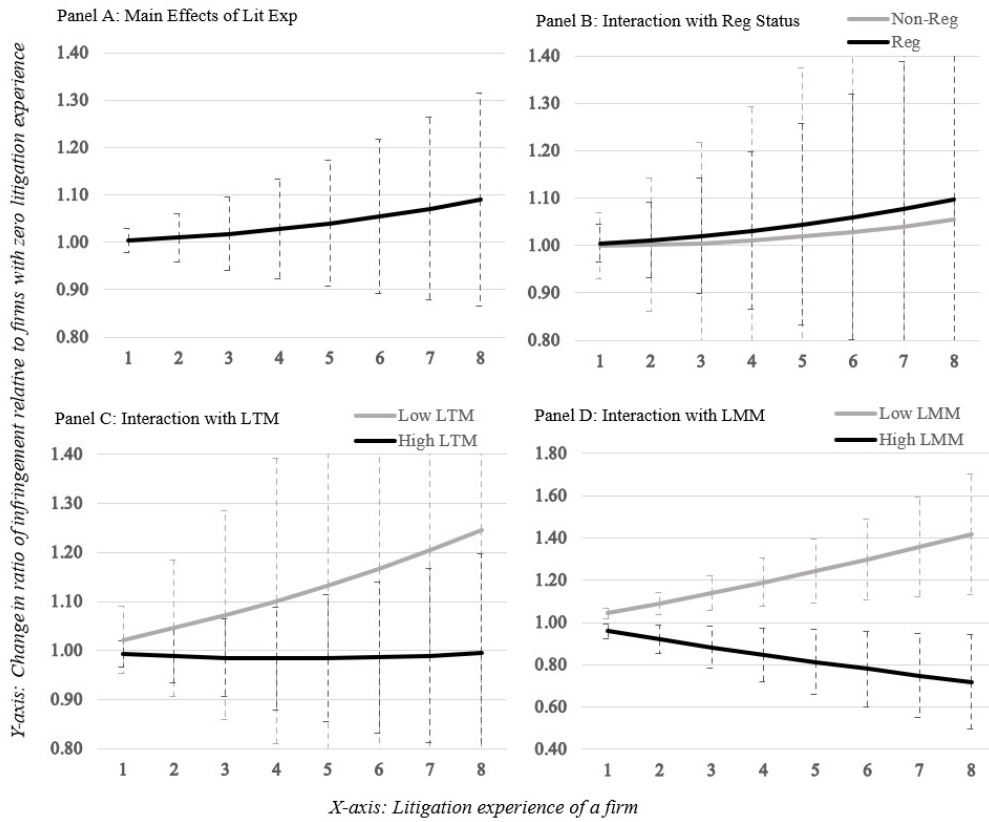 Panel A: Main Effects of Lit Exp
1.40
1.30
1.20
1.10
1.00
0.90
0.80
1 2 3 4 5 6 7 8
Panel B: Interaction with Reg Status
Non-Reg
Reg
1.40
1.30
1.20
1.10
1.00
0.90
0.80
1 2 3 4 5 6 7 8
Panel C: Interaction with LTM
Low LTM
High LTM
1.40
1.30
1.20
1.10
1.00
0.90
0.80
1 2 3 4 5 6 7 8
Panel D: Interaction with LMM
Low LMM
High LMM
1.80
1.60
1.40
1.20
1.00
0.80
0.60
0.40
1 2 3 4 5 6 7 8
Y-axis: Change in ratio of infringement relative to firms with zero litigation experience
X-axis: Litigation experience of a firm